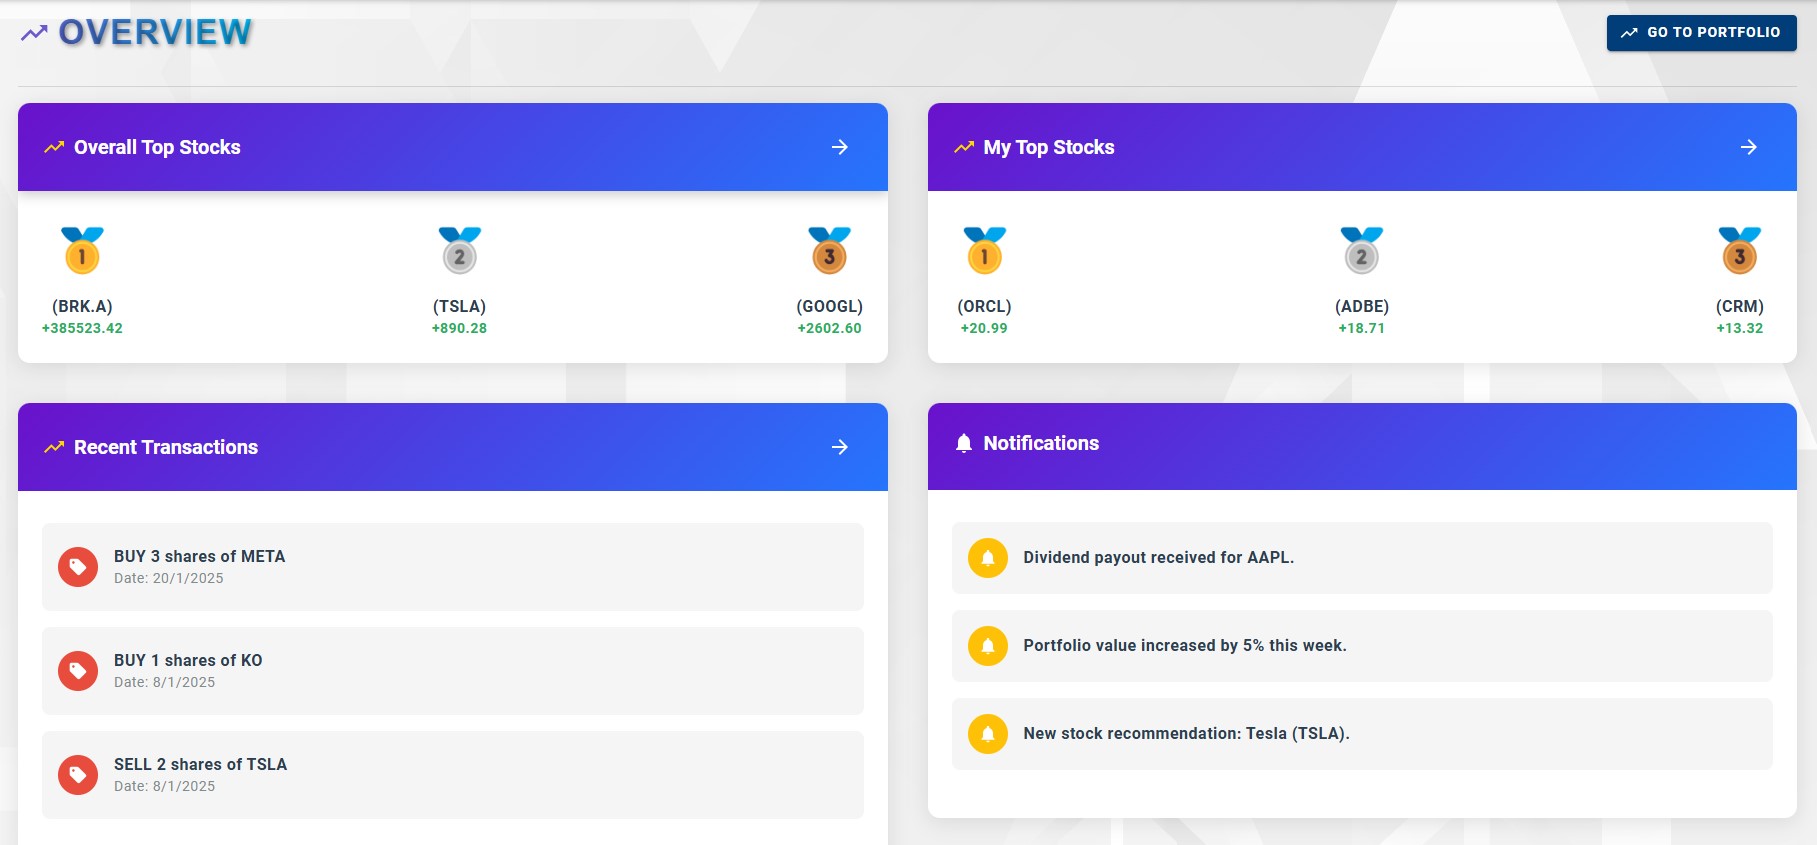 OVERVIEW
GO TO PORTFOLIO
Overall Top Stocks
1
2
3
(BRK.A)
(TSLA)
(GOOGL)
+385523.42
+890.28
+2602.60
My Top Stocks
1
2
3
(ORCL)
(ADBE)
(CRM)
+20.99
+18.71
+13.32
Recent Transactions
BUY 3 shares of META
Date: 20/1/2025
BUY 1 shares of KO
Date: 8/1/2025
SELL 2 shares of TSLA
Date: 8/1/2025
Notifications
Dividend payout received for AAPL.
Portfolio value increased by 5% this week.
New stock recommendation: Tesla (TSLA).